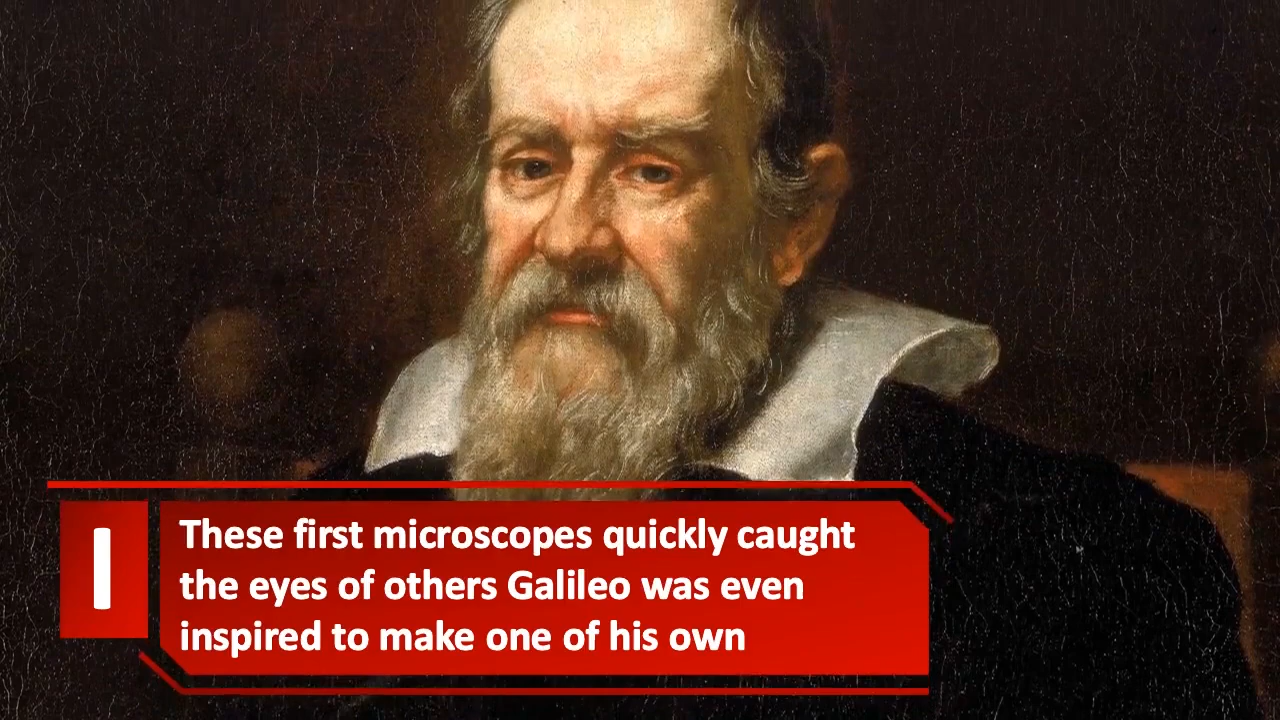 I
These first microscopes quickly caught
the eyes of others Galileo was even
inspired to make one of his own